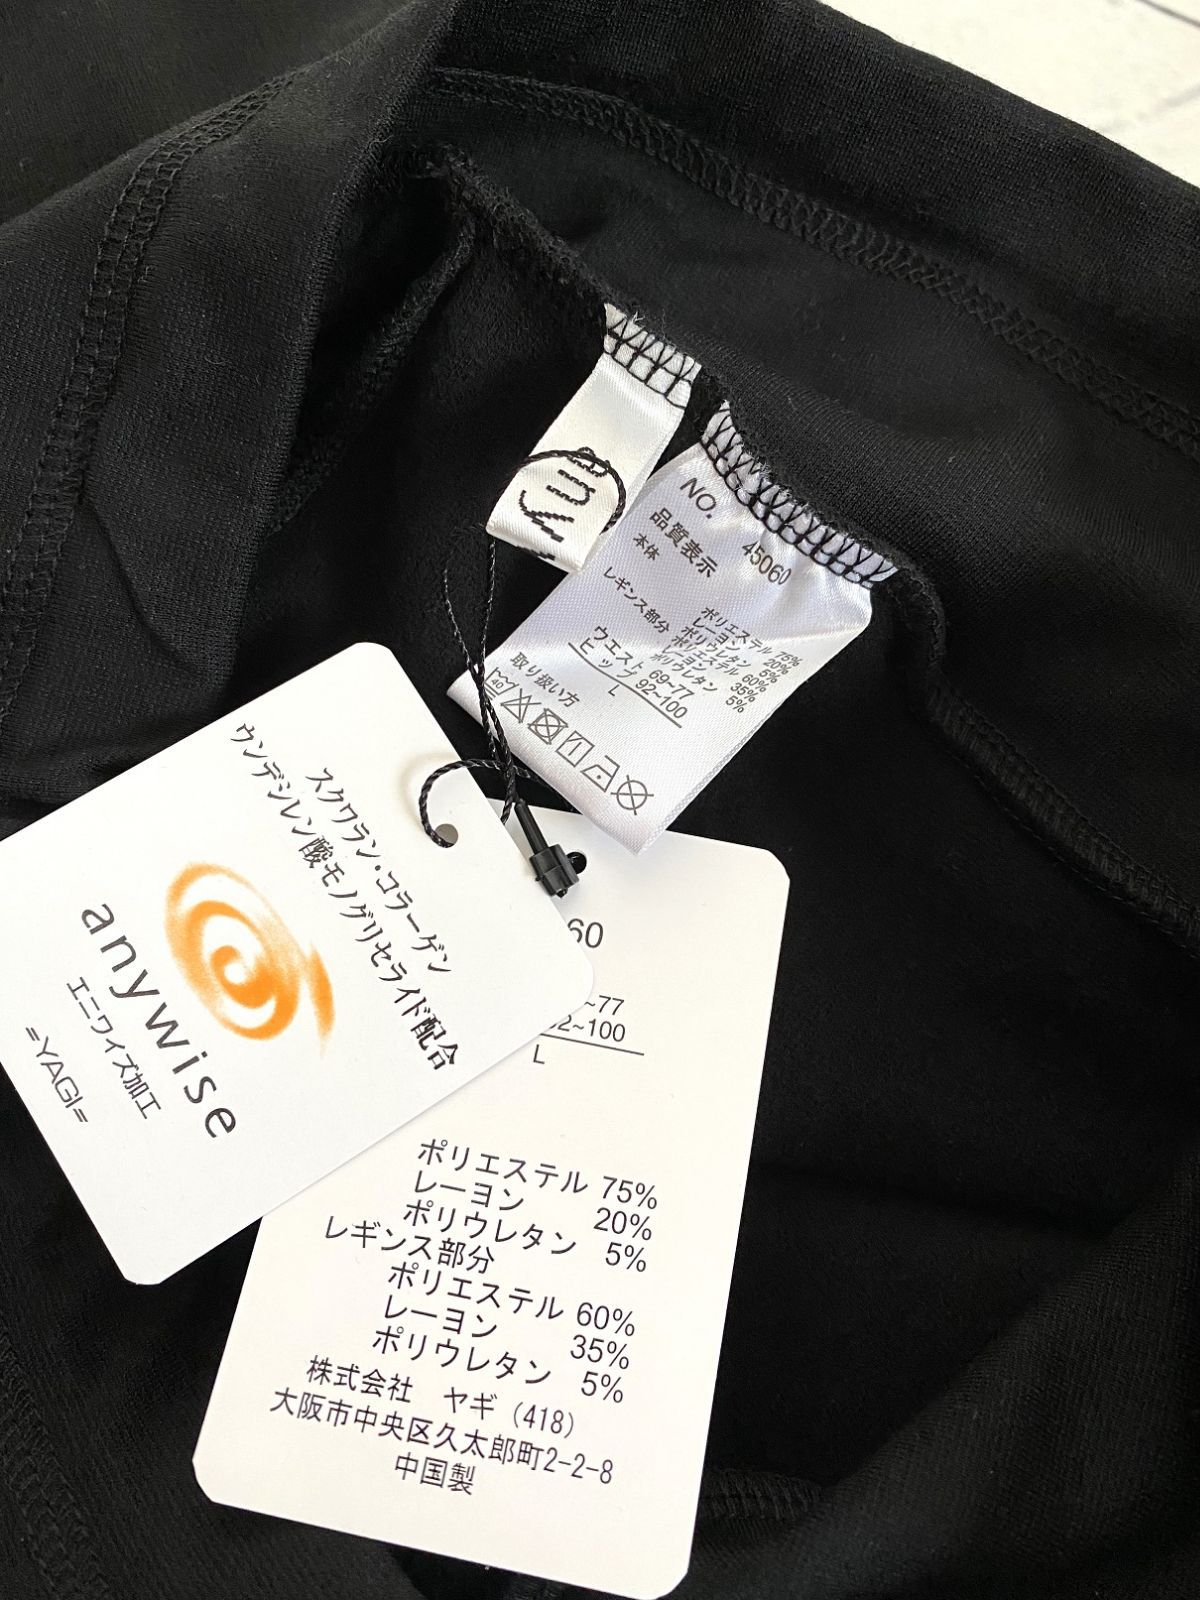 any
NO. 45060
品質表示
本体
ポリエステル 75%
レーヨン 20%
ポリウレタン 5%
レギンス部分
ポリエステル 60%
レーヨン 35%
ポリウレタン 5%
ウエスト 69-77
ヒップ 92-100
L
取り扱い方
40
スクワラン・コラーゲン
ウンデシレン酸モノグリセライド配合
anywise
エニワイズ加工
=YAGI=
60
~77
92~100
L
ポリエステル 75%
レーヨン 20%
ポリウレタン 5%
レギンス部分
ポリエステル 60%
レーヨン 35%
ポリウレタン 5%
株式会社 ヤギ (418)
大阪市中央区久太郎町2-2-8
中国製